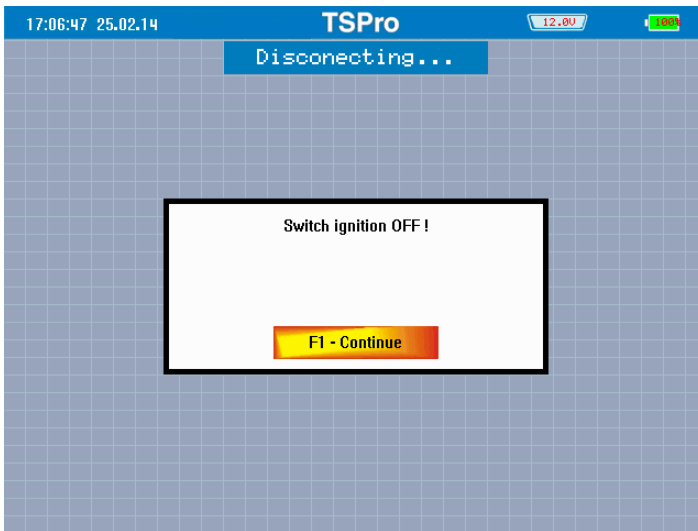 17:06:47 25.02.14 TSPro 12.0V 100%
Disconecting...
Switch ignition OFF !
F1 - Continue